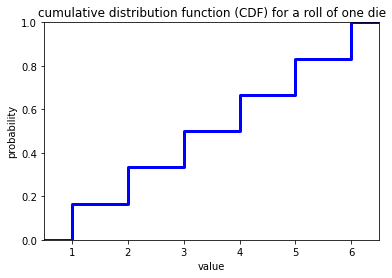 cumulative distribution function (CDF) for a roll of one die
1.0
0.8
0.6
0.4
0.2
0.0
probability
1 2 3 4 5 6
value